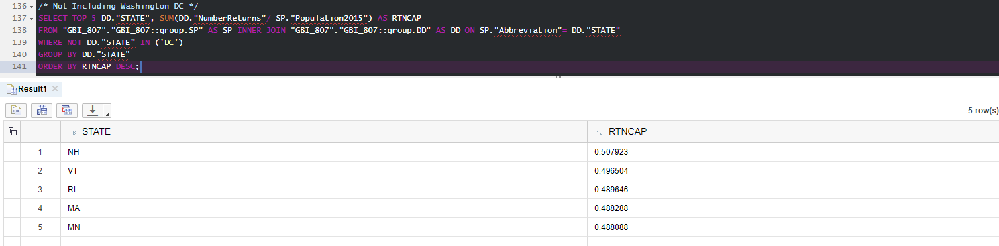 136 /* Not Including Washington DC */
137 SELECT TOP 5 DD."STATE", SUM(DD."NumberReturns"/ SP."Population2015") AS RTNCAP
138 FROM "GBI_807"."GBI_807::group.SP" AS SP INNER JOIN "GBI_807"."GBI_807::group.DD" AS DD ON SP."Abbreviation"= DD."STATE"
139 WHERE NOT DD."STATE" IN ('DC')
140 GROUP BY DD."STATE"
141 ORDER BY RTNCAP DESC;
Result1
5 row(s)
AB STATE 12 RTNCAP
1 NH 0.507923
2 VT 0.496504
3 RI 0.489646
4 MA 0.488288
5 MN 0.488088